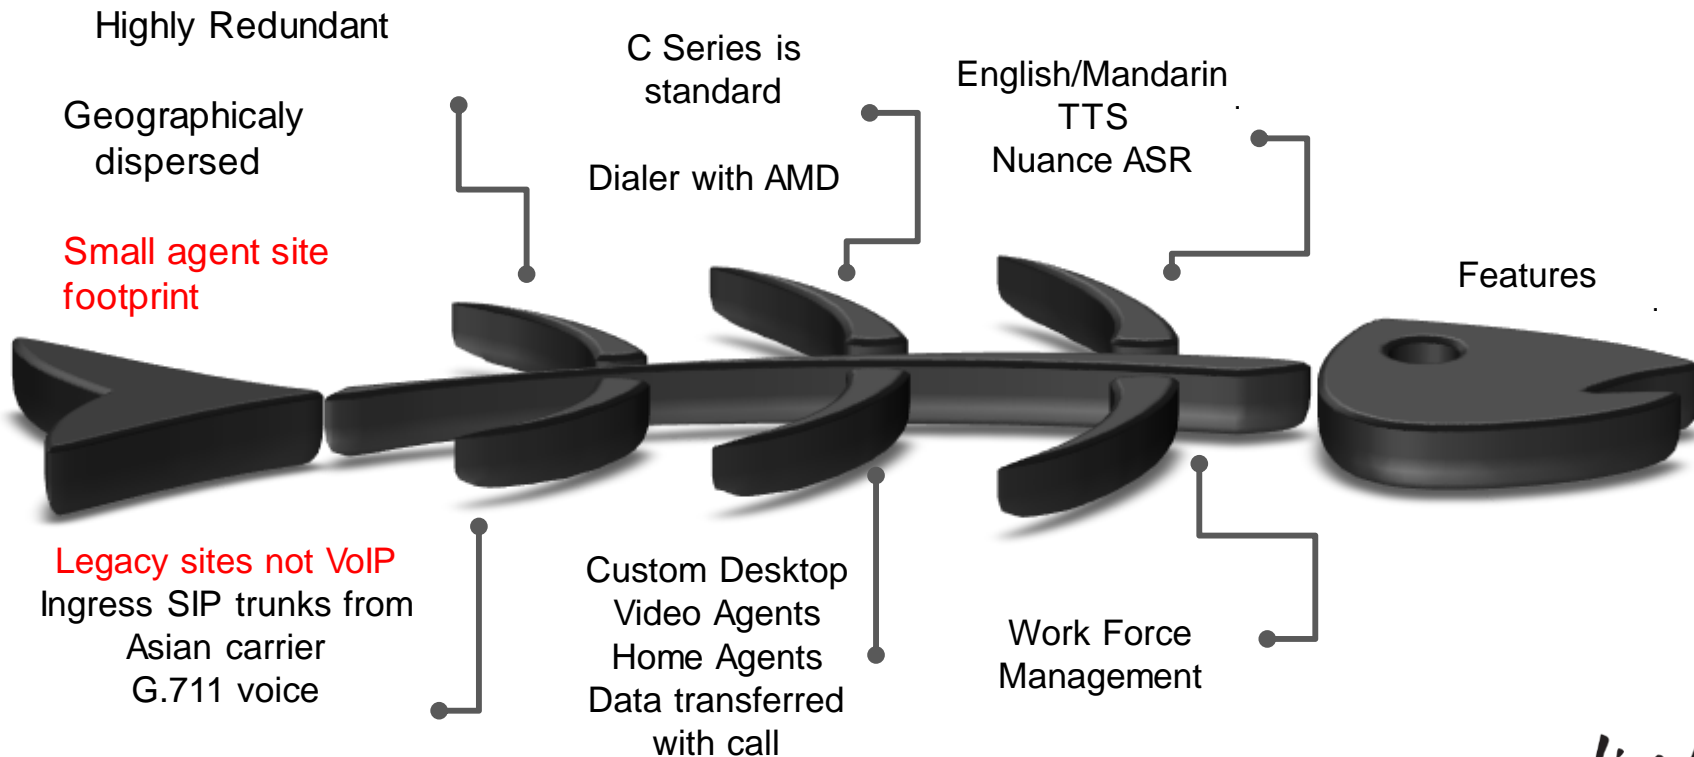 Highly Redundant
Geographicaly
dispersed
Small agent site
footprint
C Series is
standard
Dialer with AMD
English/Mandarin
TTS
Nuance ASR
Features
Legacy sites not VoIP
Ingress SIP trunks from
Asian carrier
G.711 voice
Custom Desktop
Video Agents
Home Agents
Data transferred
with call
Work Force
Management